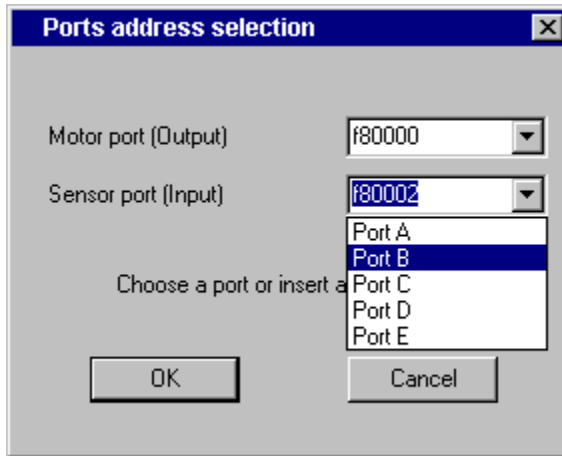 Ports address selection
Motor port (Output)
f80000
Sensor port (Input)
f80002
Port A
Port B
Port C
Port D
Port E
Choose a port or insert a
OK
Cancel